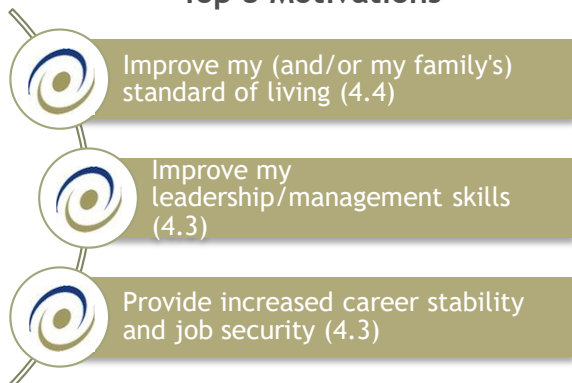 Top 3 Motivations
Improve my (and/or my family's)
standard of living (4.4)
Improve my
leadership/management skills
(4.3)
Provide increased career stability
and job security (4.3)